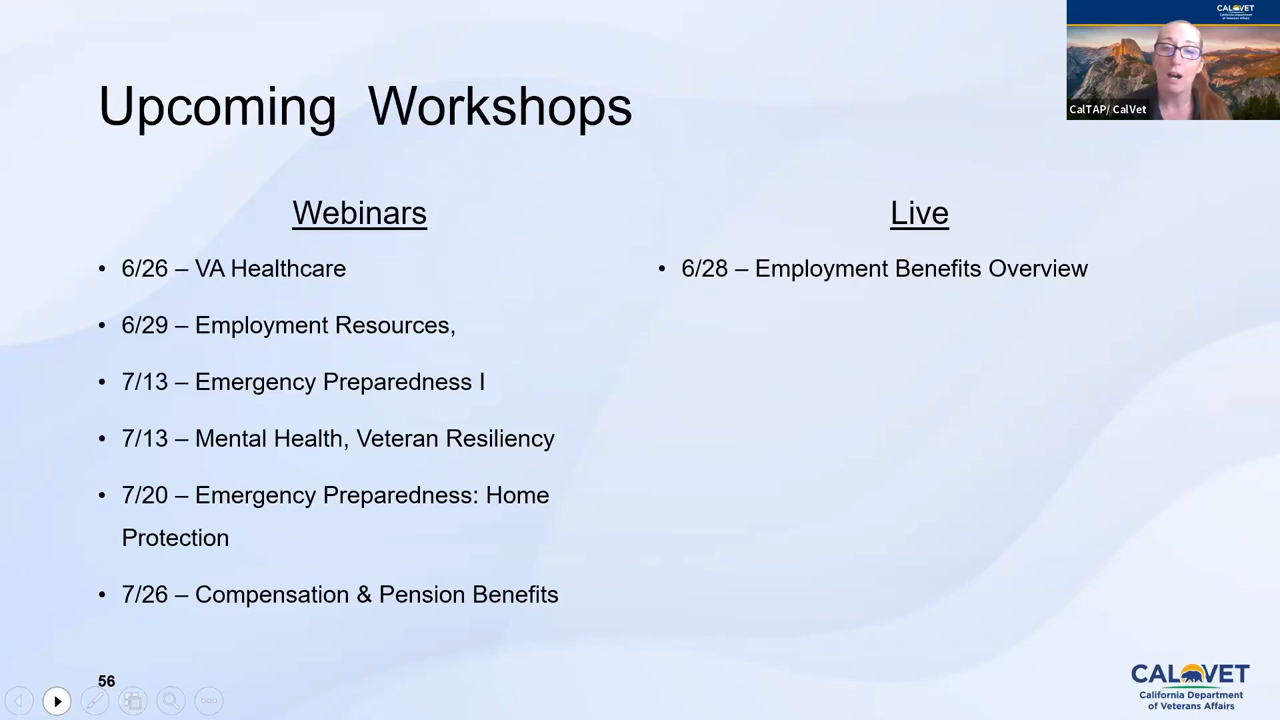 CALVET
California Department
of Veterans Affairs
CalTAP/ CalVet
Upcoming Workshops
Webinars
• 6/26 – VA Healthcare
• 6/29 – Employment Resources,
• 7/13 – Emergency Preparedness I
• 7/13 – Mental Health, Veteran Resiliency
• 7/20 – Emergency Preparedness: Home
Protection
• 7/26 – Compensation & Pension Benefits
Live
• 6/28 – Employment Benefits Overview
56
CALVET
California Department
of Veterans Affairs